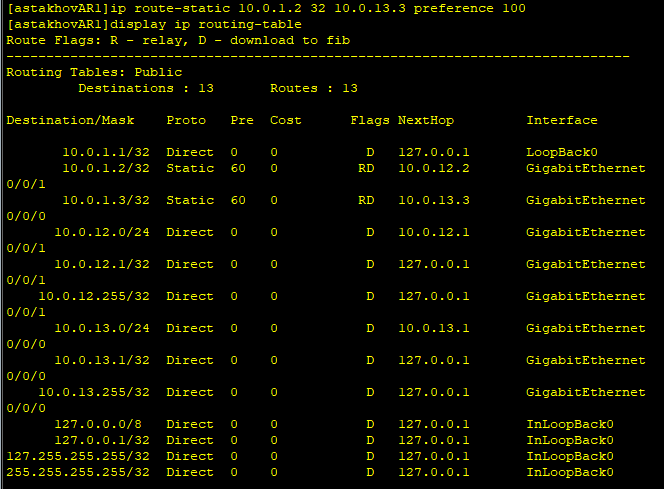 [astakhovAR1]ip route-static 10.0.1.2 32 10.0.13.3 preference 100
[astakhovAR1]display ip routing-table
Route Flags: R - relay, D - download to fib
------------------------------------------------------------------------------
Routing Tables: Public
         Destinations : 13       Routes : 13

Destination/Mask    Proto   Pre  Cost      Flags NextHop         Interface

       10.0.1.1/32  Direct  0    0           D   127.0.0.1       LoopBack0
       10.0.1.2/32  Static  60   0          RD   10.0.12.2       GigabitEthernet
0/0/1
       10.0.1.3/32  Static  60   0          RD   10.0.13.3       GigabitEthernet
0/0/0
      10.0.12.0/24  Direct  0    0           D   10.0.12.1       GigabitEthernet
0/0/1
      10.0.12.1/32  Direct  0    0           D   127.0.0.1       GigabitEthernet
0/0/1
    10.0.12.255/32  Direct  0    0           D   127.0.0.1       GigabitEthernet
0/0/1
      10.0.13.0/24  Direct  0    0           D   10.0.13.1       GigabitEthernet
0/0/0
      10.0.13.1/32  Direct  0    0           D   127.0.0.1       GigabitEthernet
0/0/0
    10.0.13.255/32  Direct  0    0           D   127.0.0.1       GigabitEthernet
0/0/0
      127.0.0.0/8   Direct  0    0           D   127.0.0.1       InLoopBack0
      127.0.0.1/32  Direct  0    0           D   127.0.0.1       InLoopBack0
127.255.255.255/32  Direct  0    0           D   127.0.0.1       InLoopBack0
255.255.255.255/32  Direct  0    0           D   127.0.0.1       InLoopBack0